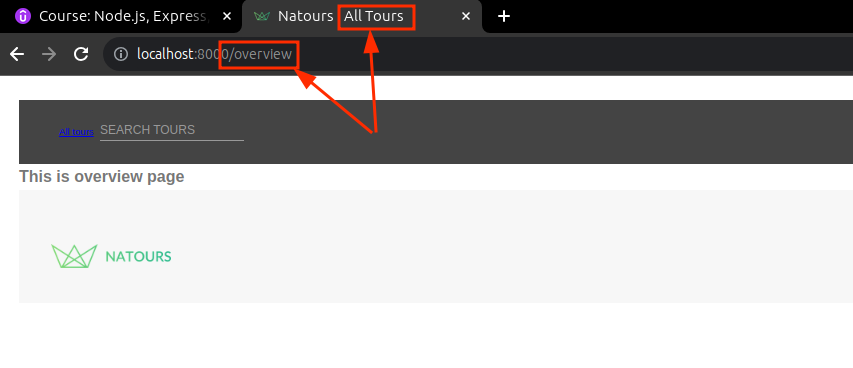 Course: Node.js, Express,
Natours All Tours
localhost:8000/overview
All tours SEARCH TOURS
This is overview page
NATOURS